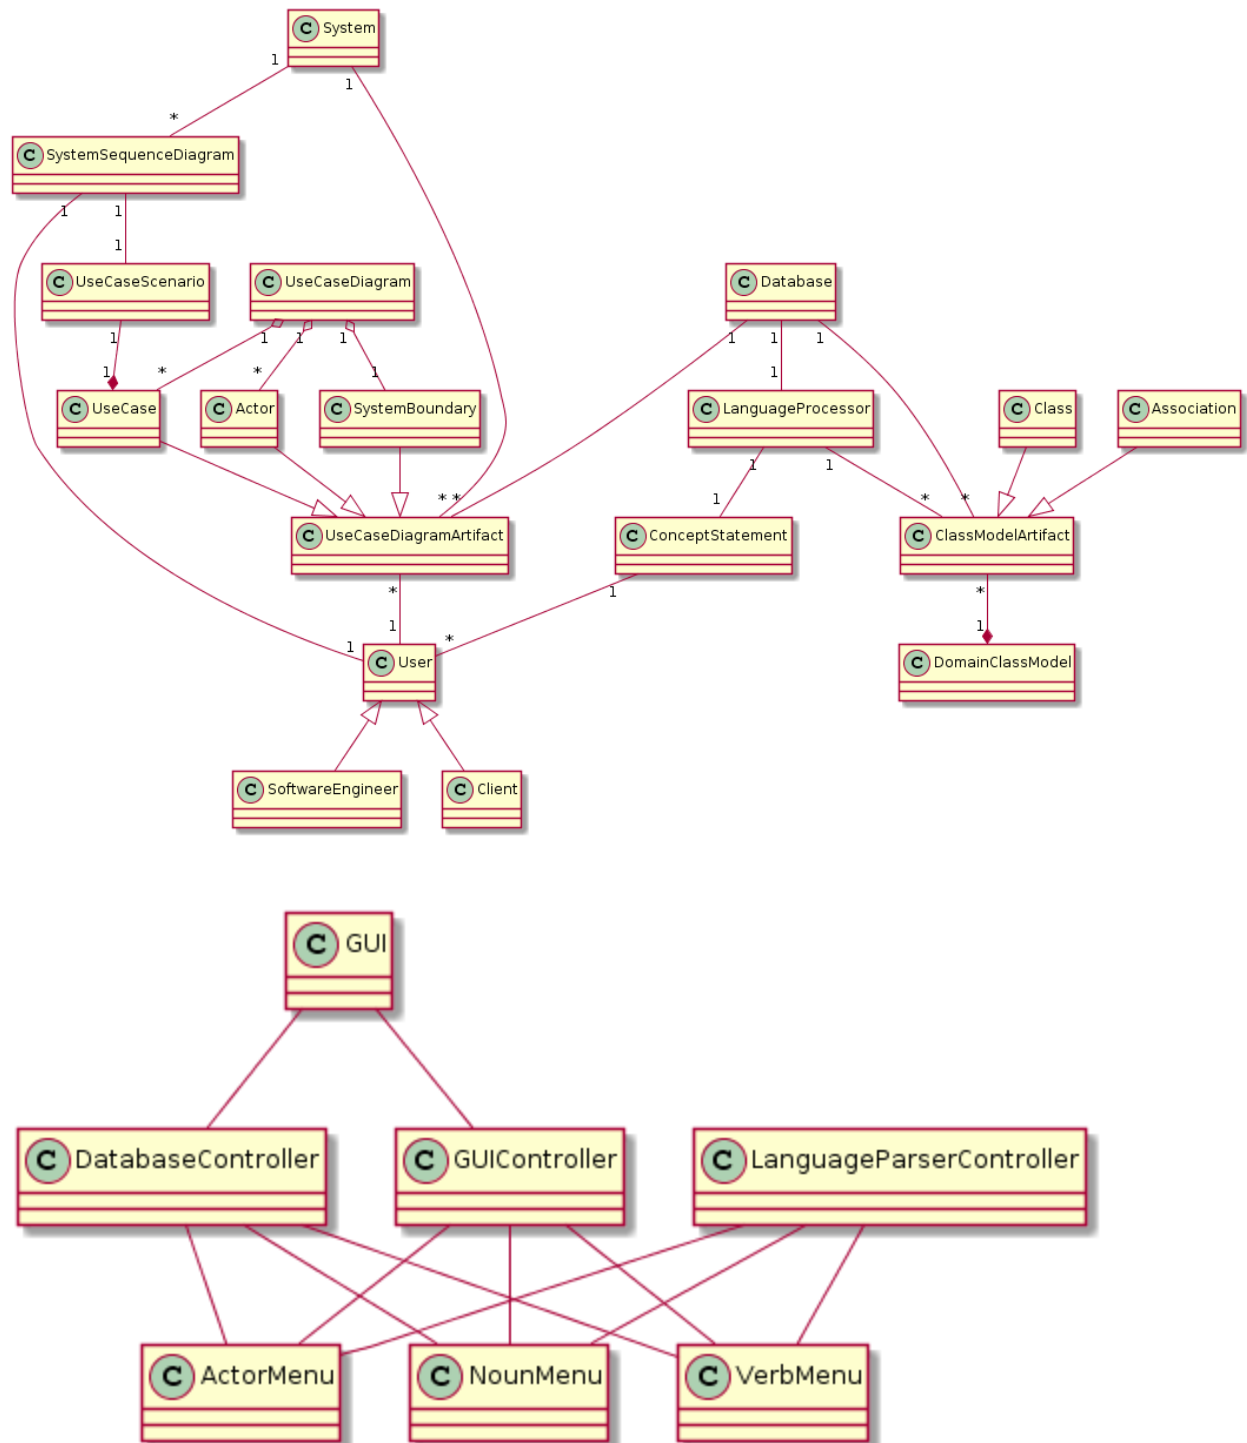 C System
1
1
*
C SystemSequenceDiagram
1
1
1
C UseCaseScenario
C UseCaseDiagram
C Database
1
1
1
1
1
1
1
1
*
*
1
1
C UseCase
C Actor
C SystemBoundary
C LanguageProcessor
C Class
C Association
1
1
* *
1
*
*
C UseCaseDiagramArtifact
C ConceptStatement
C ClassModelArtifact
*
1
*
1
1
*
1
C User
C DomainClassModel
C SoftwareEngineer
C Client
C GUI
C DatabaseController
C GUIController
C LanguageParserController
C ActorMenu
C NounMenu
C VerbMenu